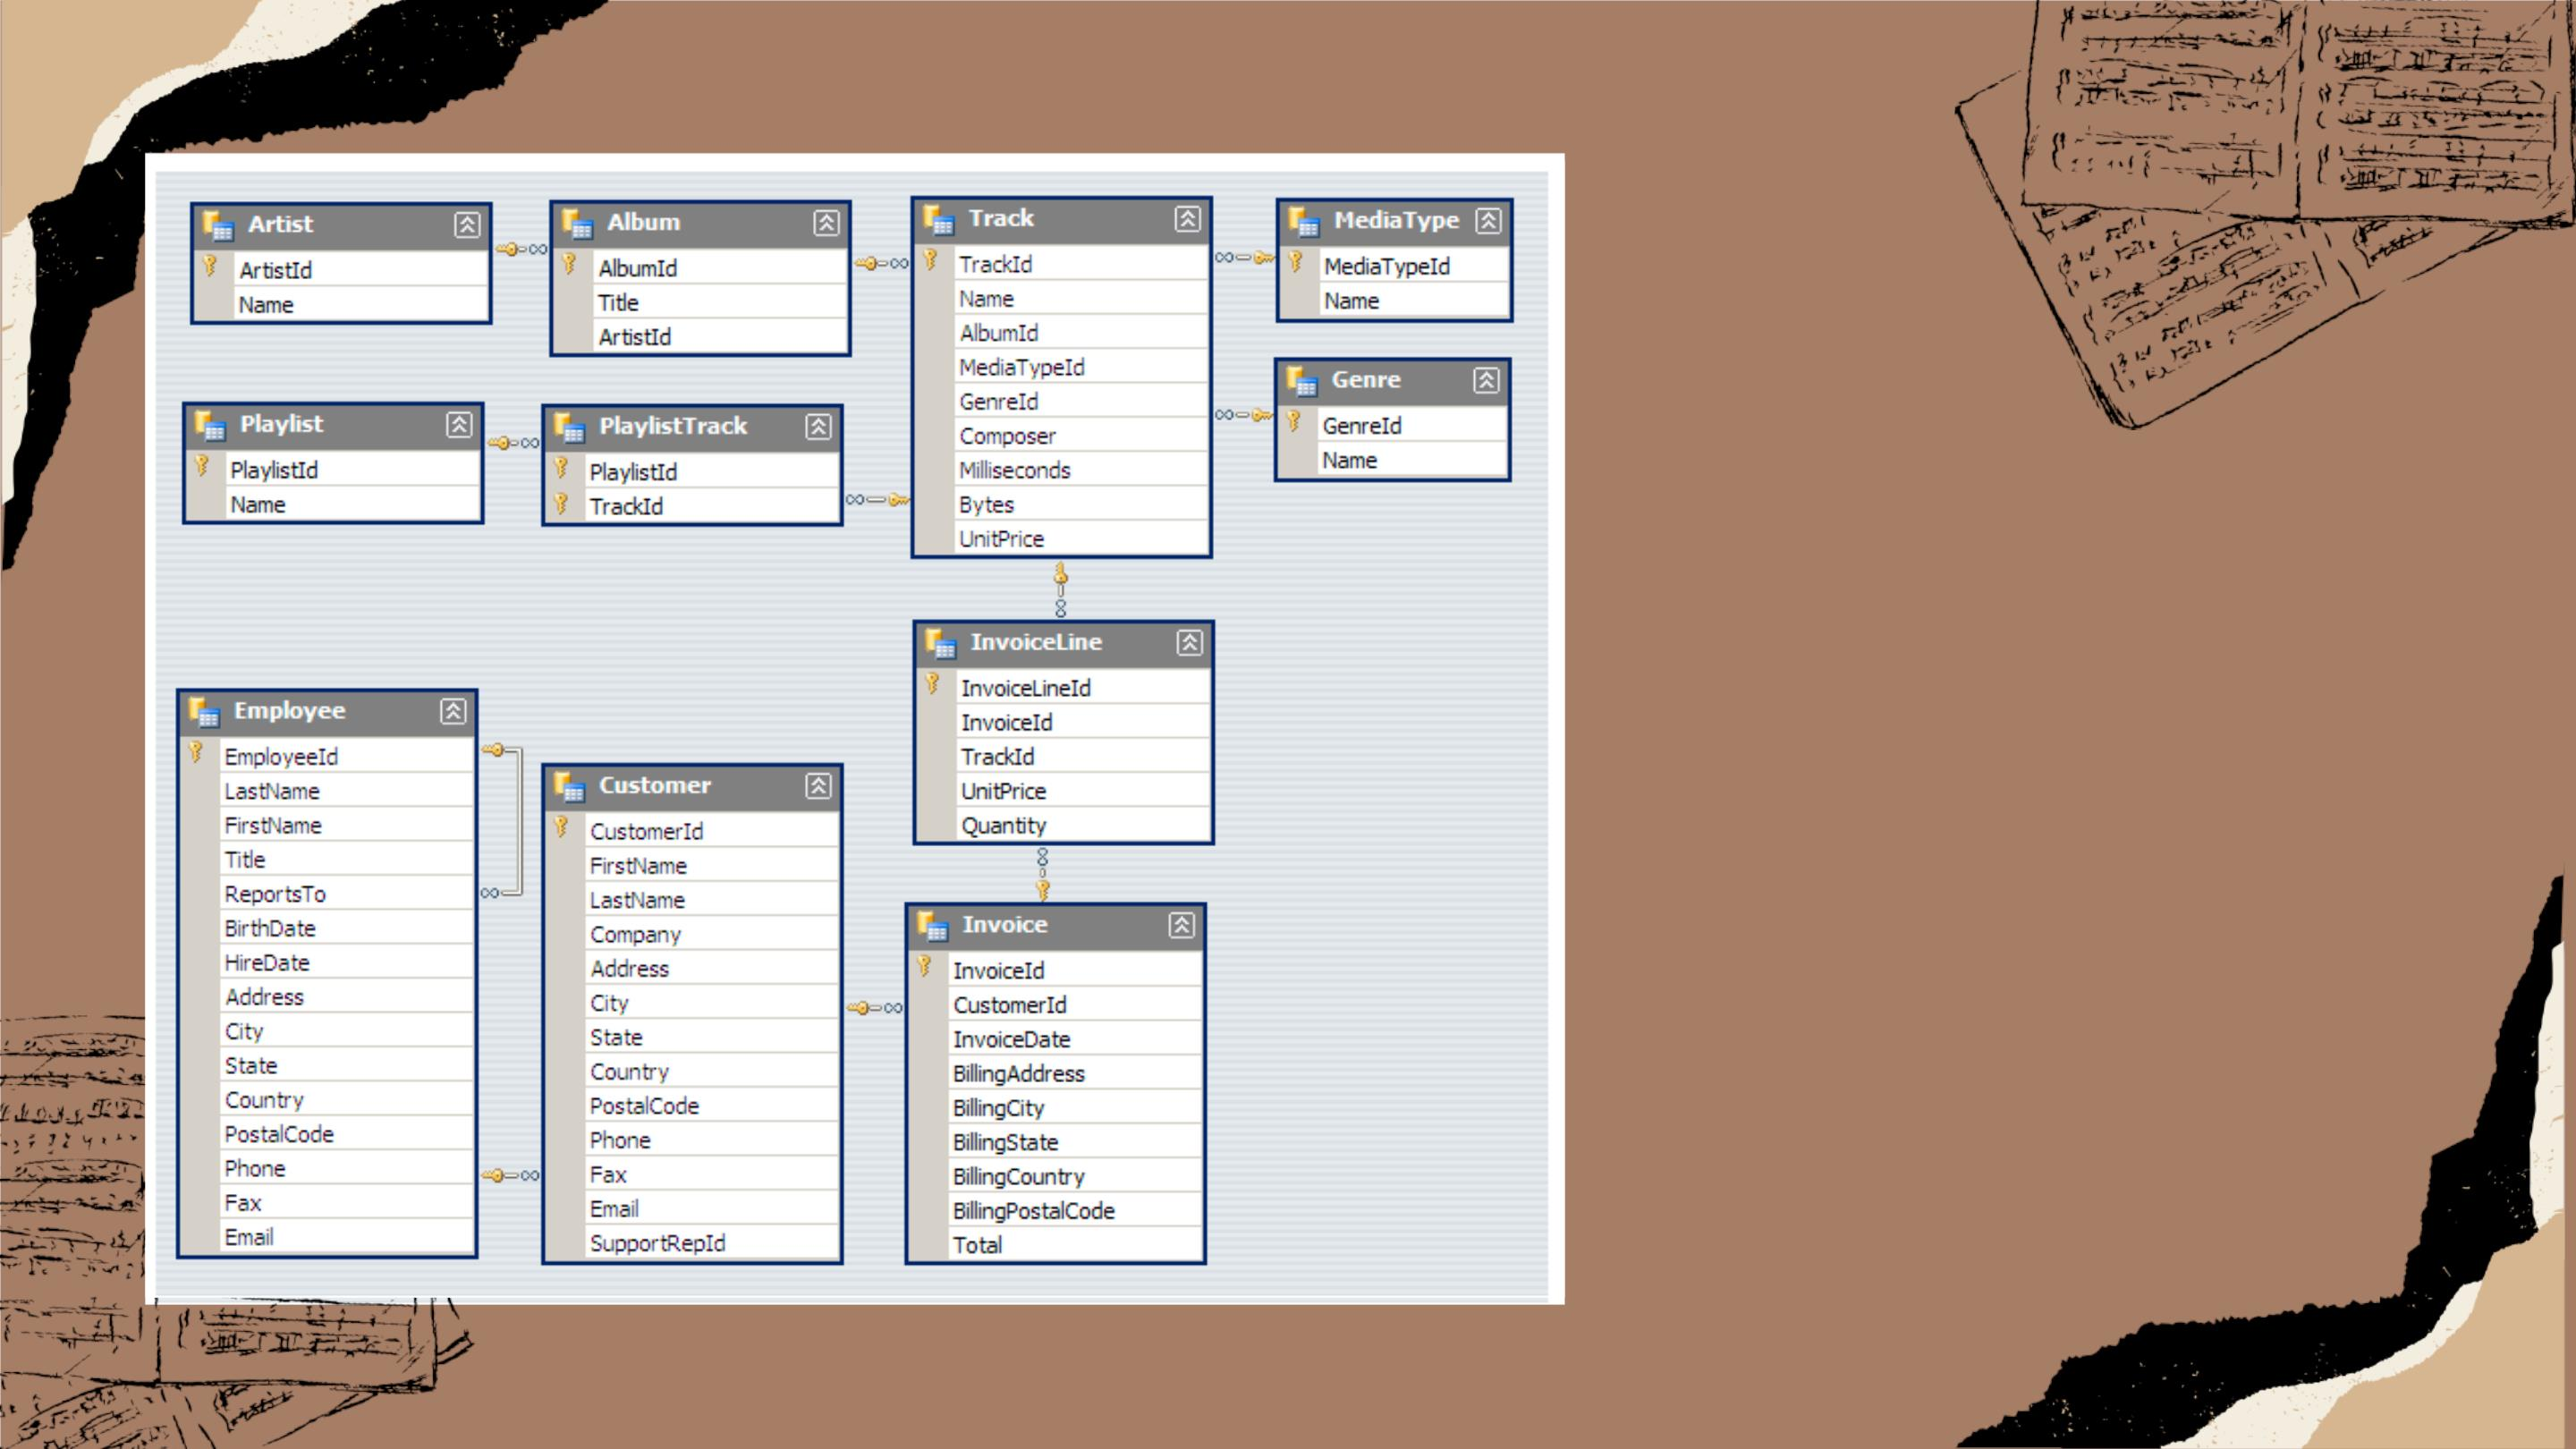 Artist
ArtistId
Name
Album
AlbumId
Title
ArtistId
Track
TrackId
Name
AlbumId
MediaTypeId
GenreId
Composer
Milliseconds
Bytes
UnitPrice
MediaType
MediaTypeId
Name
Genre
GenreId
Name
Playlist
PlaylistId
Name
PlaylistTrack
PlaylistId
TrackId
InvoiceLine
InvoiceLineId
InvoiceId
TrackId
UnitPrice
Quantity
Employee
EmployeeId
LastName
FirstName
Title
ReportsTo
BirthDate
HireDate
Address
City
State
Country
PostalCode
Phone
Fax
Email
Customer
CustomerId
FirstName
LastName
Company
Address
City
State
Country
PostalCode
Phone
Fax
Email
SupportRepId
Invoice
InvoiceId
CustomerId
InvoiceDate
BillingAddress
BillingCity
BillingState
BillingCountry
BillingPostalCode
Total